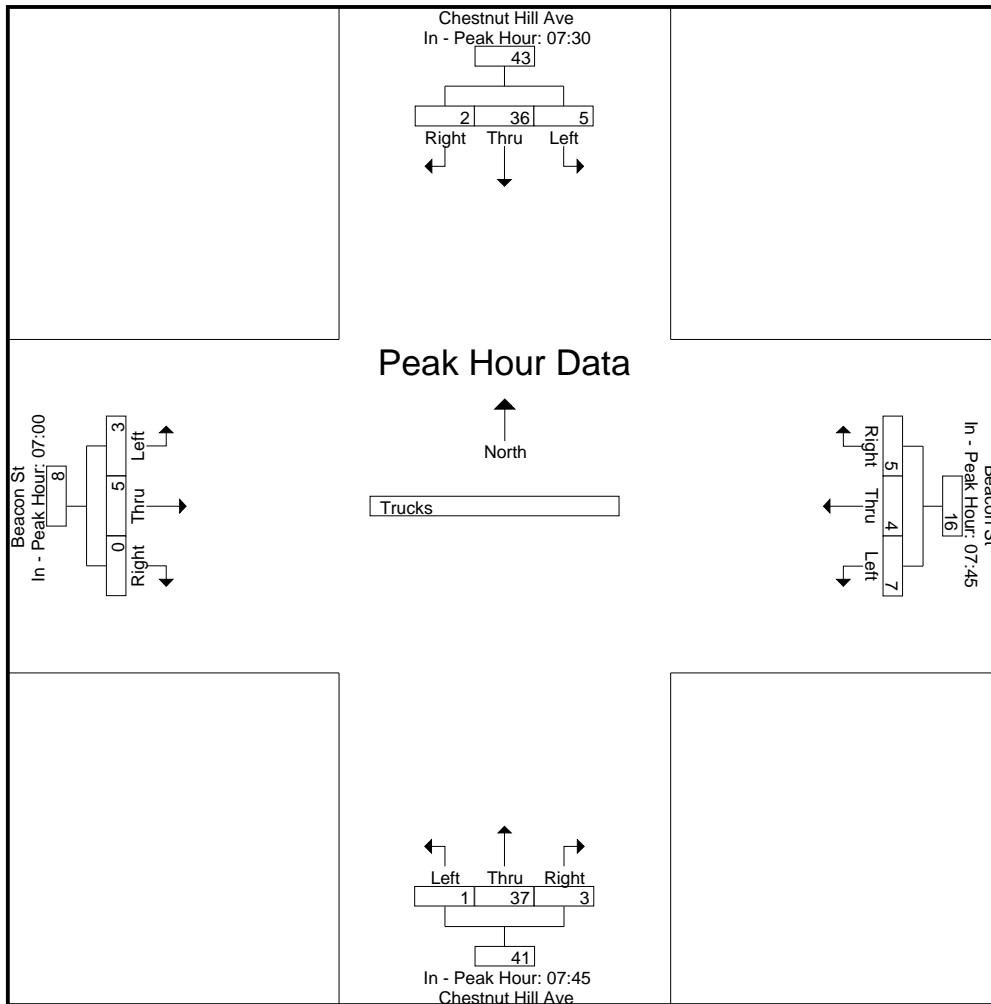 Chestnut Hill Ave
In - Peak Hour: 07:30
43
2 36 5
Right Thru Left
Peak Hour Data
North
Trucks
Beacon St
In - Peak Hour: 07:00
8
3 5 0
Left Thru Right
Beacon St
In - Peak Hour: 07:45
16
5 4 7
Right Thru Left
Left Thru Right
1 37 3
41
In - Peak Hour: 07:45
Chestnut Hill Ave